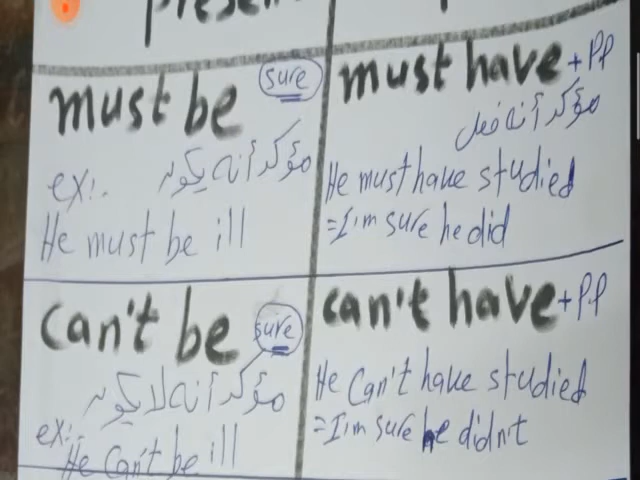 present
must be sure
مؤكد أنه يكون
ex:.
He must be ill
must have + PP
مؤكد أنه فعل
He must have studied
= I'm sure he did
can't be sure
مؤكد أنه لا يكون
ex:.
He Can't be ill
can't have + P.P
He Can't have studied
= I'm sure he didn't